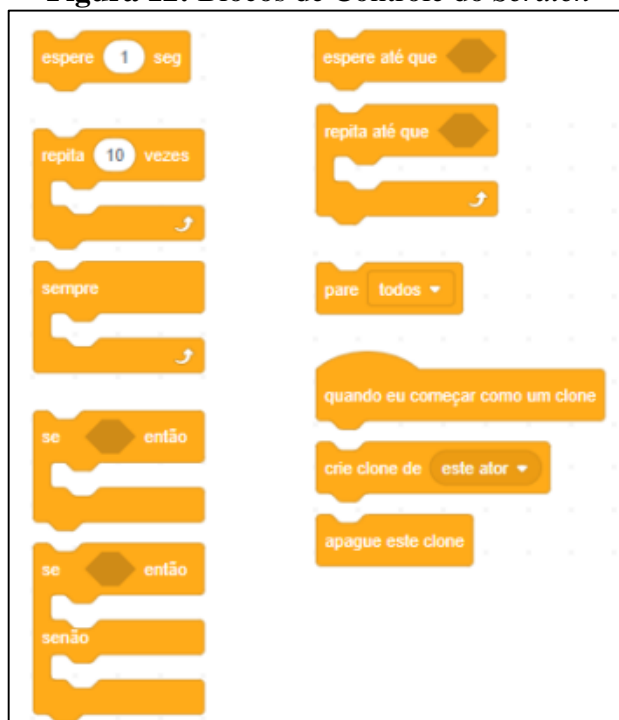 Figura Blocos de Controle do Scratch
espere 1 seg
repita 10 vezes
sempre
se então
se então
senão
espere até que
repita até que
pare todos
quando eu começar como um clone
crie clone de este ator
apague este clone